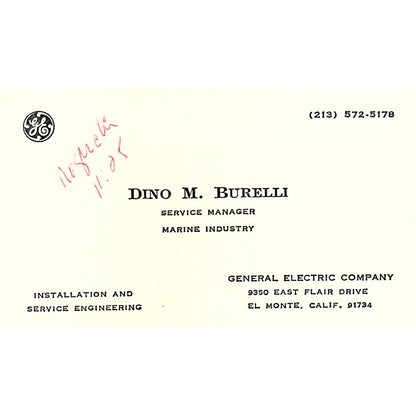 (213) 572-5178
DINO M. BURELLI
SERVICE MANAGER
MARINE INDUSTRY
INSTALLATION AND
SERVICE ENGINEERING
GENERAL ELECTRIC COMPANY
9350 EAST FLAIR DRIVE
EL MONTE, CALIF. 91734